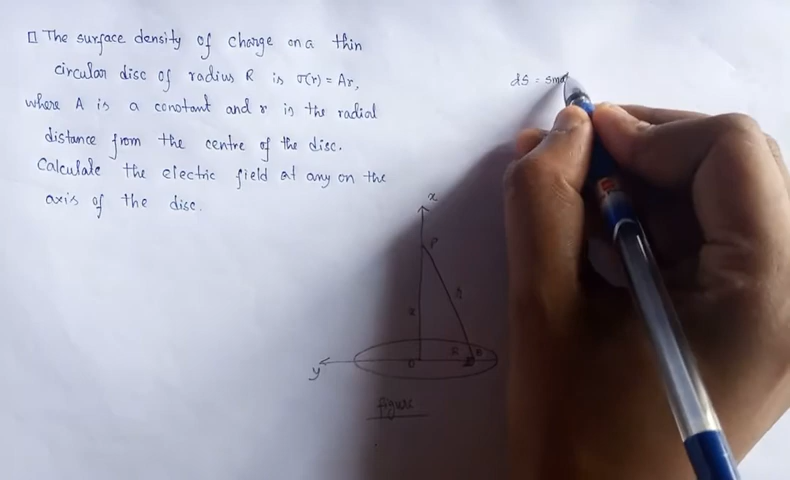 The surface density of charge on a thin
circular disc of radius R is σ(r) = Ar,
where A is a constant and r is the radial
distance from the centre of the disc.
Calculate the electric field at any on the
axis of the disc.
dS = sma
x
P
x
O
y
figure